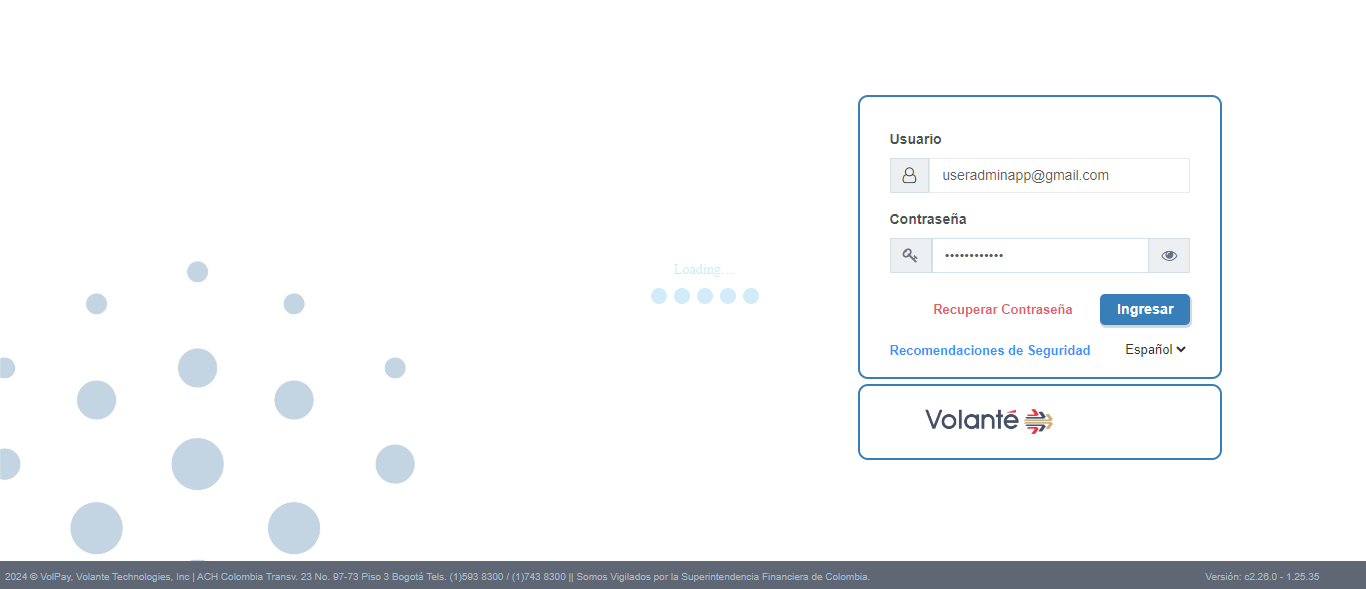 Usuario
useradminapp@gmail.com
Contraseña
••••••••••••
Loading...
Recuperar Contraseña
Ingresar
Recomendaciones de Seguridad
Español
Volanté
2024 © VolPay, Volante Technologies, Inc | ACH Colombia Transv. 23 No. 97-73 Piso 3 Bogotá Tels. (1)593 8300 / (1)743 8300 || Somos Vigilados por la Superintendencia Financiera de Colombia.
Versión: c2.26.0 - 1.25.35